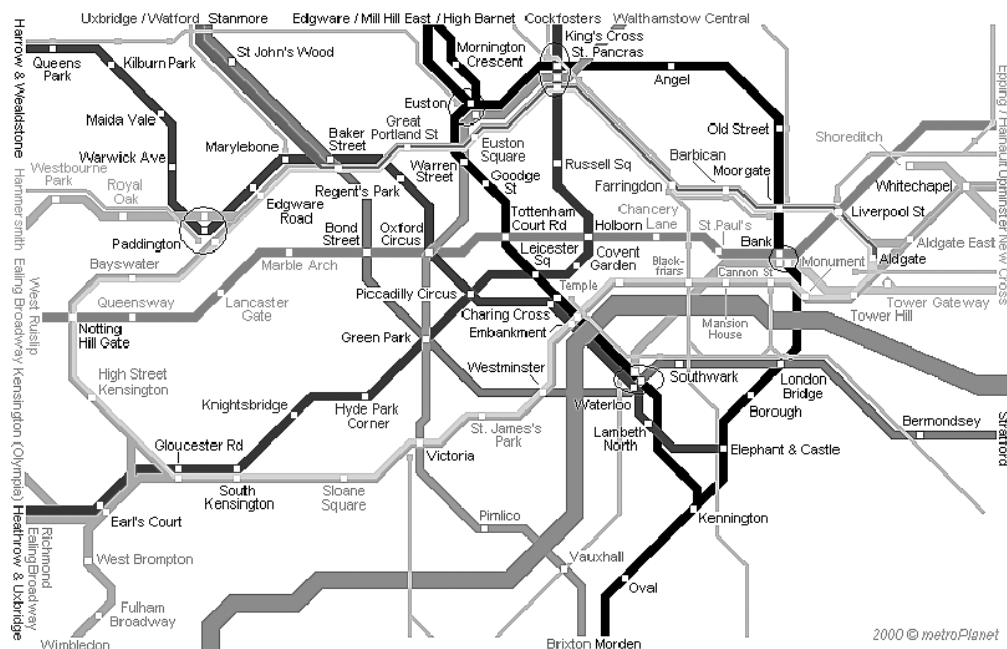 Uxbridge / Watford Stanmore
Edgware / Mill Hill East / High Barnet
Cockfosters
Walthamstow Central
Harrow & Wealdstone
Hammersmith
Ealing Broadway
Kensington (Olympia)
Heathrow & Uxbridge
West Ruislip
Richmond
EalingBroadway
Epping / Hainault
Upminster
New Cross
Stratford
Queens
Park
Kilburn Park
St John's Wood
Mornington
Crescent
King's Cross
St. Pancras
Angel
Euston
Maida Vale
Great
Portland St
Baker
Street
Marylebone
Warwick Ave
Westbourne
Park
Royal
Oak
Paddington
Edgware
Road
Regent's Park
Warren
Street
Euston
Square
Goodge
St
Russell Sq
Old Street
Barbican
Moorgate
Farringdon
Shoreditch
Whitechapel
Liverpool St
Aldgate East
Aldgate
Chancery
Lane
St.Paul's
Bank
Cannon St
Monument
Tower Gateway
Tower Hill
Black-
friars
Mansion
House
Temple
Bond
Street
Oxford
Circus
Tottenham
Court Rd
Holborn
Leicester
Sq
Covent
Garden
Marble Arch
Bayswater
Queensway
Lancaster
Gate
Notting
Hill Gate
Piccadilly Circus
Charing Cross
Embankment
Green Park
Westminster
High Street
Kensington
Knightsbridge
Hyde Park
Corner
St. James's
Park
Gloucester Rd
South
Kensington
Sloane
Square
Victoria
Waterloo
Southwark
London
Bridge
Borough
Bermondsey
Lambeth
North
Elephant & Castle
Kennington
Earl's Court
West Brompton
Fulham
Broadway
Wimbledon
Pimlico
Vauxhall
Oval
Brixton Morden
2000 © metroPlanet